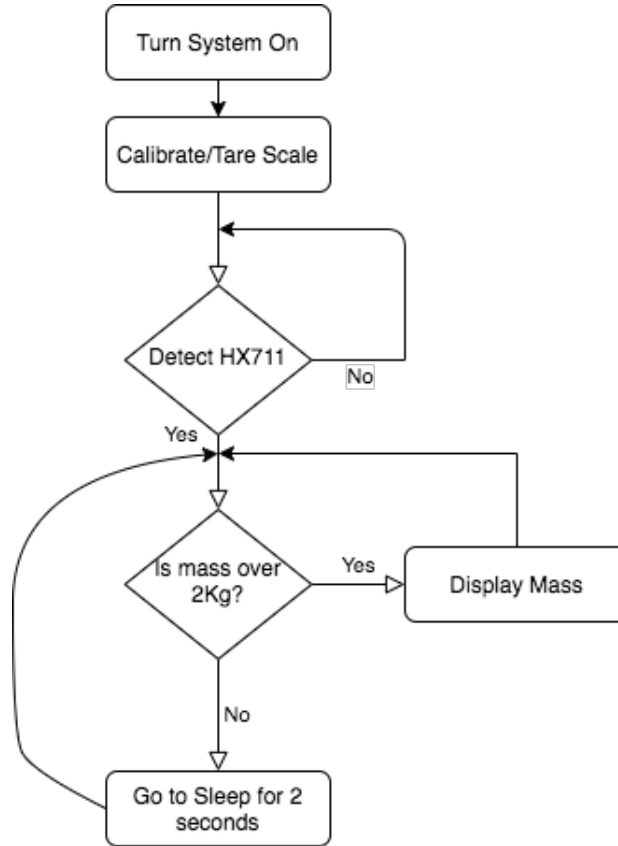 Turn System On
Calibrate/Tare Scale
Detect HX711
No
Yes
Is mass over
2Kg?
Yes
Display Mass
No
Go to Sleep for 2
seconds